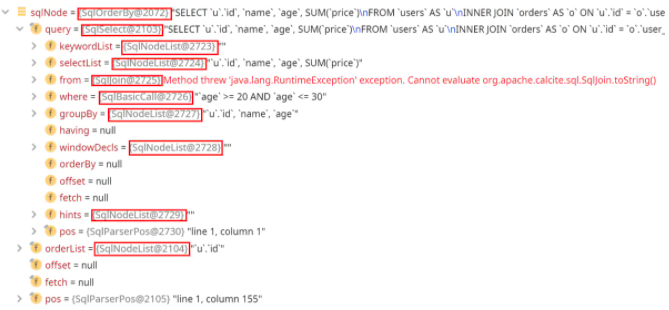 sqlNode = {SqlOrderBy@2072} "SELECT `u`.`id`, `name`, `age`, SUM(`price`)\nFROM `users` AS `u`\nINNER JOIN `orders` AS `o` ON `u`.`id` = `o`.`use
query = {SqlSelect@2103} "SELECT `u`.`id`, `name`, `age`, SUM(`price`)\nFROM `users` AS `u`\nINNER JOIN `orders` AS `o` ON `u`.`id` = `o`.`user_
keywordList = {SqlNodeList@2723} ""
selectList = {SqlNodeList@2724} "`u`.`id`, `name`, `age`, SUM(`price`)"
from = {SqlJoin@2725} Method threw 'java.lang.RuntimeException' exception. Cannot evaluate org.apache.calcite.sql.SqlJoin.toString()
where = {SqlBasicCall@2726} "`age` >= 20 AND `age` <= 30"
groupBy = {SqlNodeList@2727} "`u`.`id`, `name`, `age`"
having = null
windowDecls = {SqlNodeList@2728} ""
orderBy = null
offset = null
fetch = null
hints = {SqlNodeList@2729} ""
pos = {SqlParserPos@2730} "line 1, column 1"
orderList = {SqlNodeList@2104} "`u`.`id`"
offset = null
fetch = null
pos = {SqlParserPos@2105} "line 1, column 155"